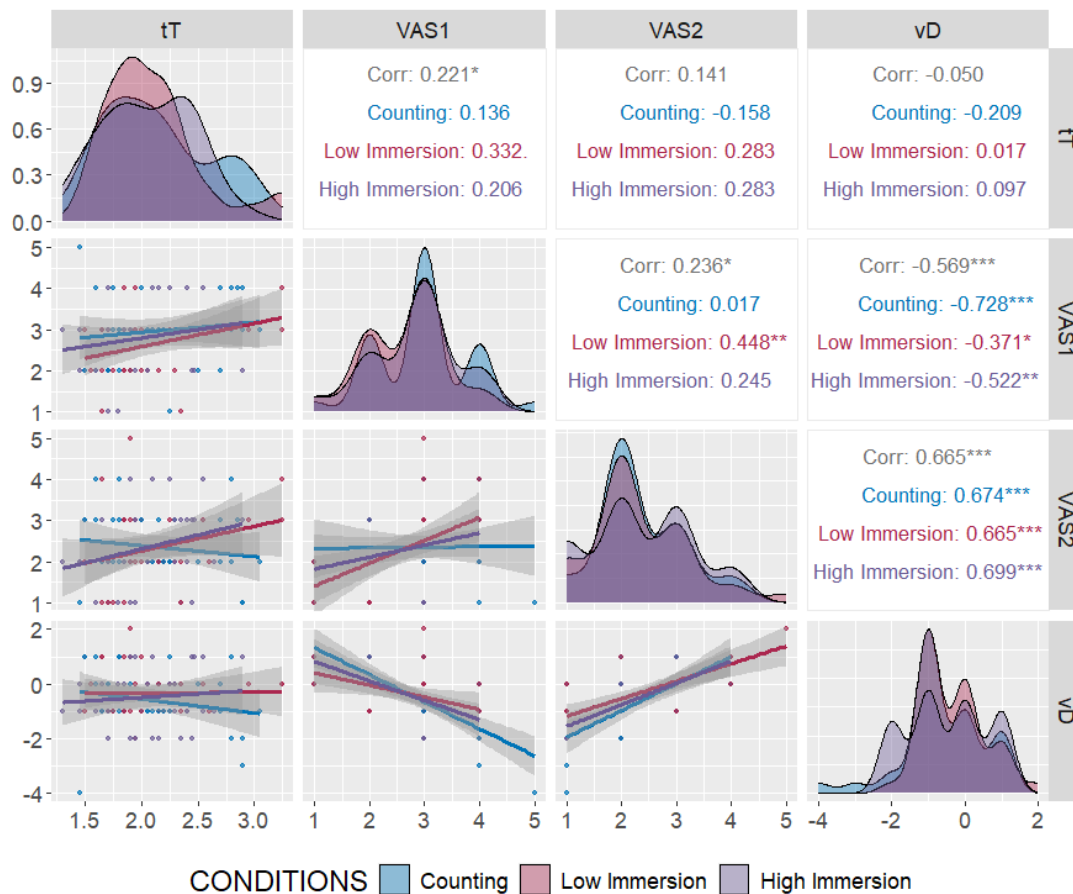 tT VAS1 VAS2 vD
0.9
0.6
0.3
0.0
Corr: 0.221*
Counting: 0.136
Low Immersion: 0.332.
High Immersion: 0.206
Corr: 0.141
Counting: -0.158
Low Immersion: 0.283
High Immersion: 0.283
Corr: -0.050
Counting: -0.209
Low Immersion: 0.017
High Immersion: 0.097
tT
5
4
3
2
1
Corr: 0.236*
Counting: 0.017
Low Immersion: 0.448**
High Immersion: 0.245
Corr: -0.569***
Counting: -0.728***
Low Immersion: -0.371*
High Immersion: -0.522**
VAS1
5
4
3
2
1
Corr: 0.665***
Counting: 0.674***
Low Immersion: 0.665***
High Immersion: 0.699***
VAS2
2
0
-2
-4
vD
1.5 2.0 2.5 3.0 1 2 3 4 5 1 2 3 4 5 -4 -2 0 2
CONDITIONS Counting Low Immersion High Immersion